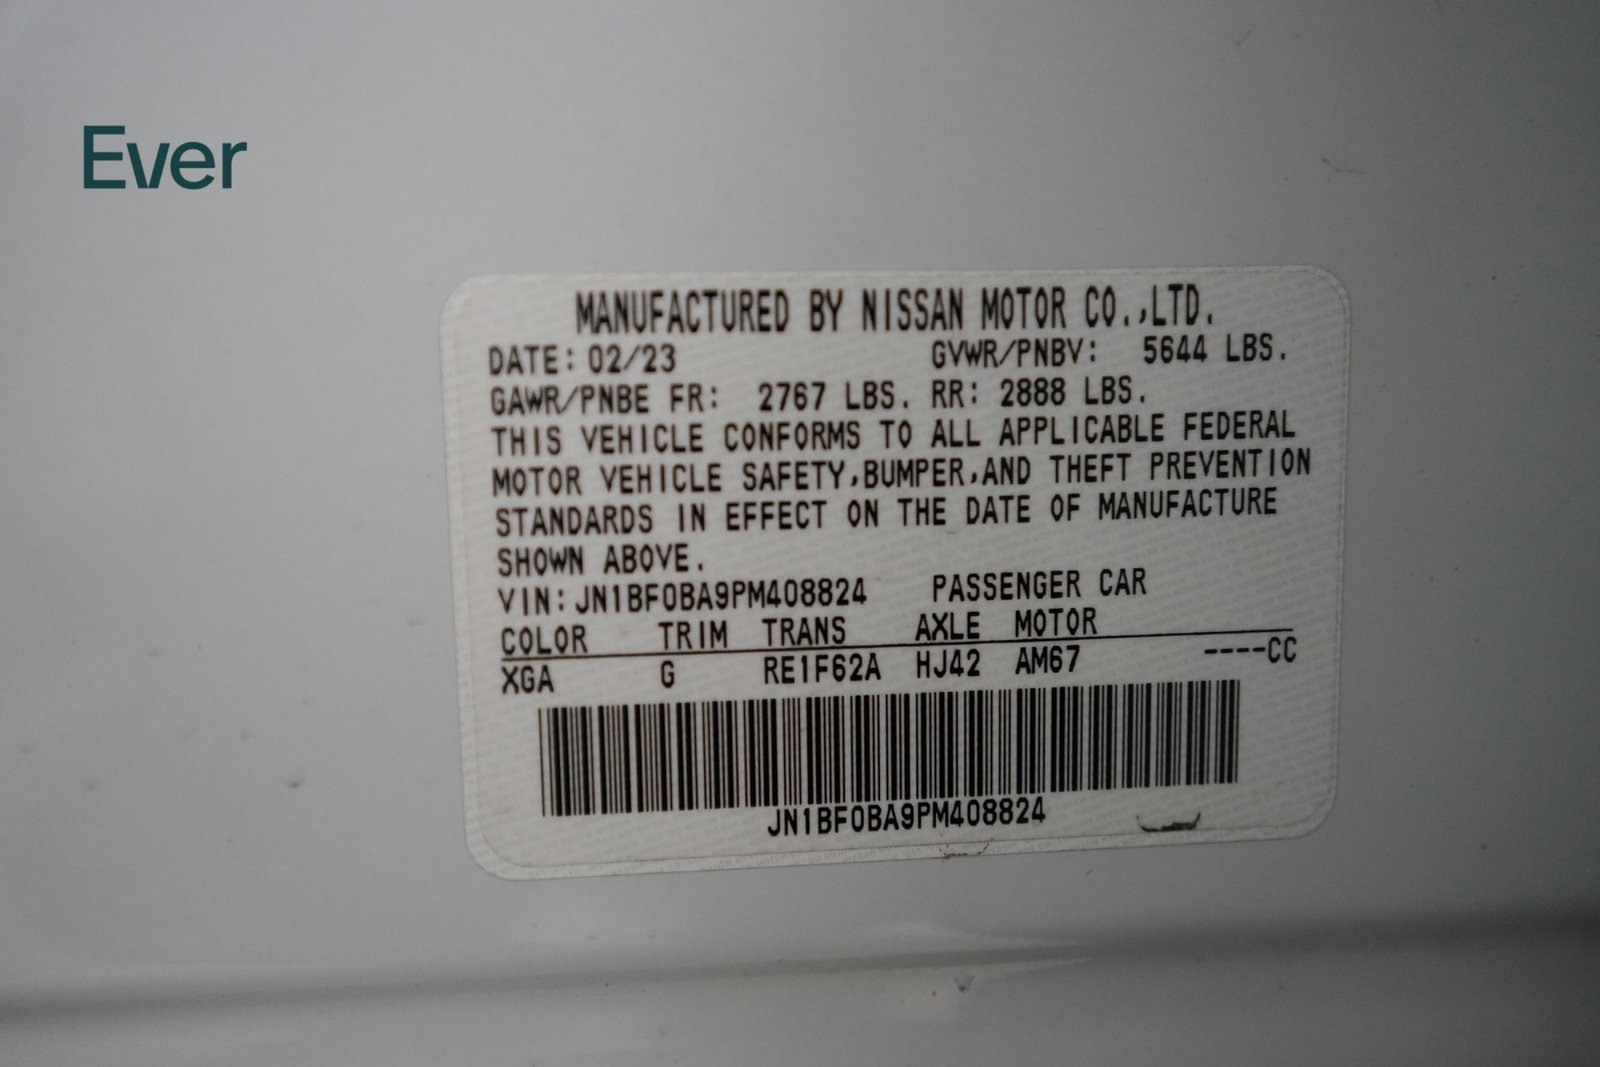 Ever
MANUFACTURED BY NISSAN MOTOR CO.,LTD.
DATE: 02/23 GVWR/PNBV: 5644 LBS.
GAWR/PNBE FR: 2767 LBS. RR: 2888 LBS.
THIS VEHICLE CONFORMS TO ALL APPLICABLE FEDERAL
MOTOR VEHICLE SAFETY,BUMPER,AND THEFT PREVENTION
STANDARDS IN EFFECT ON THE DATE OF MANUFACTURE
SHOWN ABOVE.
VIN: JN1BF0BA9PM408824 PASSENGER CAR
COLOR TRIM TRANS AXLE MOTOR
XGA G RE1F62A HJ42 AM67 ----CC
JN1BF0BA9PM408824